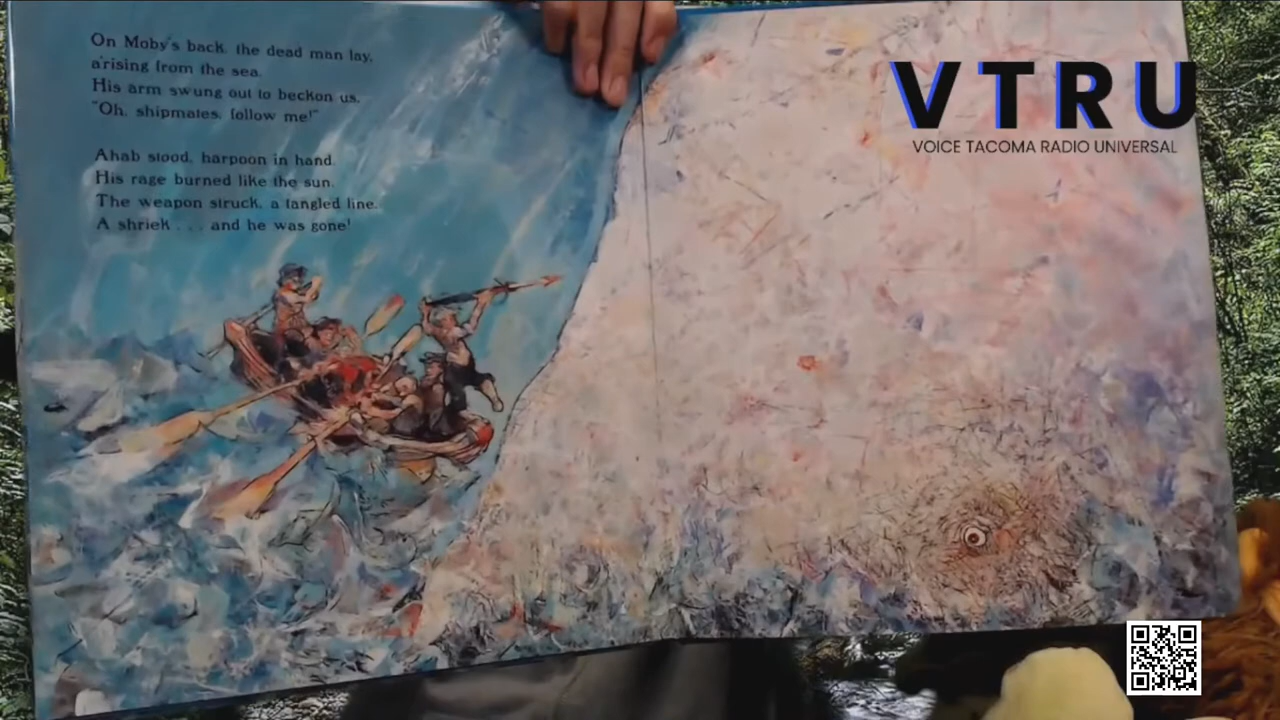 On Moby's back, the dead man lay,
a'rising from the sea.
His arm swung out to beckon us,
"Oh, shipmates, follow me!"
Ahab stood, harpoon in hand.
His rage burned like the sun.
The weapon struck, a tangled line.
A shriek . . . and he was gone!
VTRU
VOICE TACOMA RADIO UNIVERSAL